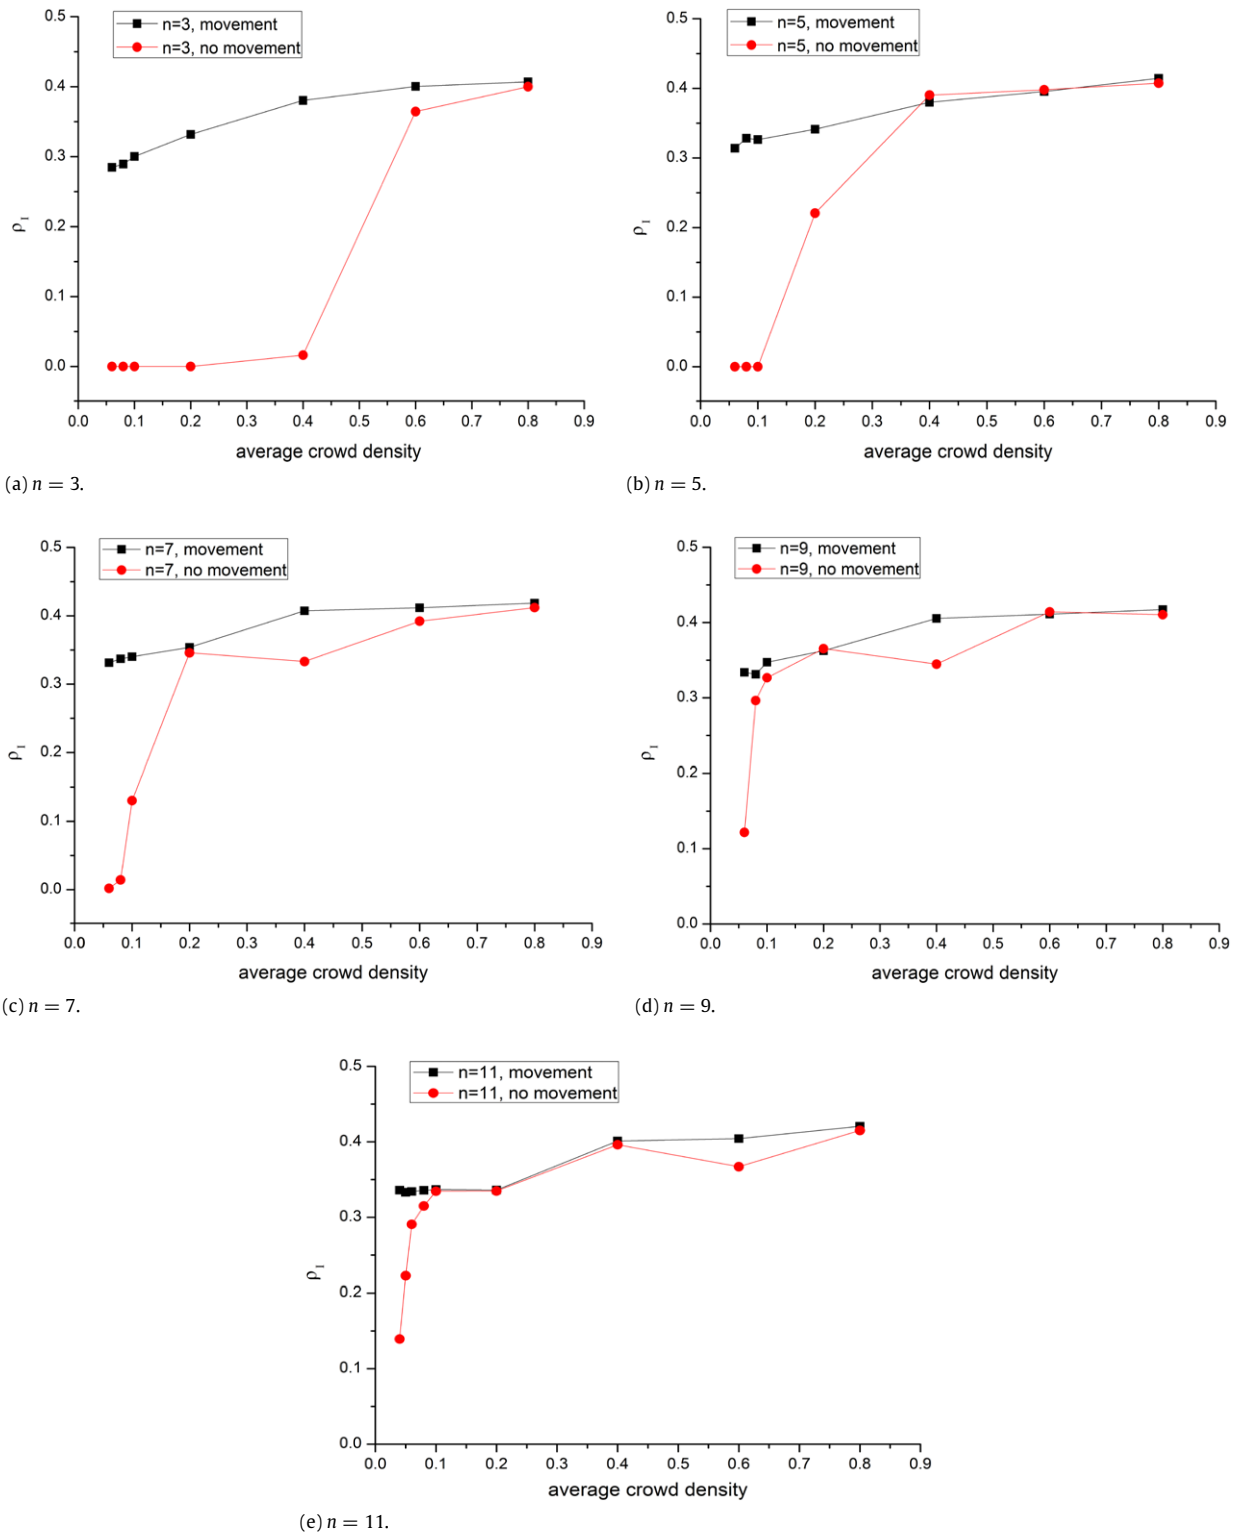 n=3, movement
n=3, no movement
0.5
0.4
0.3
0.2
0.1
0.0
ρ_I
0.0 0.1 0.2 0.3 0.4 0.5 0.6 0.7 0.8 0.9
average crowd density
(a) n = 3.
n=5, movement
n=5, no movement
0.5
0.4
0.3
0.2
0.1
0.0
ρ_I
0.0 0.1 0.2 0.3 0.4 0.5 0.6 0.7 0.8 0.9
average crowd density
(b) n = 5.
n=7, movement
n=7, no movement
0.5
0.4
0.3
0.2
0.1
0.0
ρ_I
0.0 0.1 0.2 0.3 0.4 0.5 0.6 0.7 0.8 0.9
average crowd density
(c) n = 7.
n=9, movement
n=9, no movement
0.5
0.4
0.3
0.2
0.1
0.0
ρ_I
0.0 0.1 0.2 0.3 0.4 0.5 0.6 0.7 0.8 0.9
average crowd density
(d) n = 9.
n=11, movement
n=11, no movement
0.5
0.4
0.3
0.2
0.1
0.0
ρ_I
0.0 0.1 0.2 0.3 0.4 0.5 0.6 0.7 0.8 0.9
average crowd density
(e) n = 11.